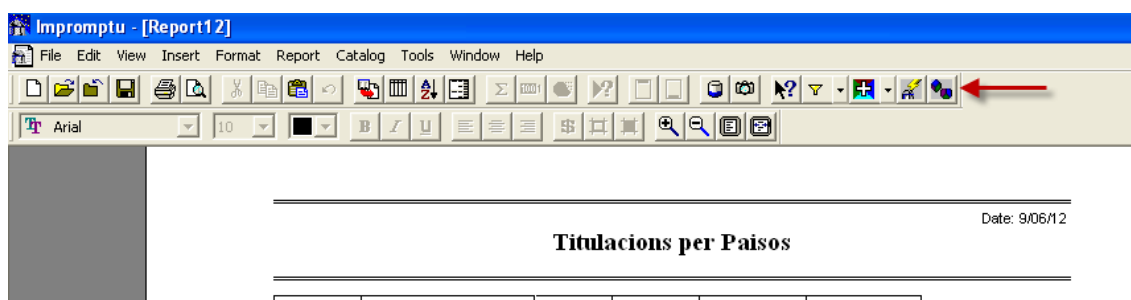 Impromptu - [Report12]
File Edit View Insert Format Report Catalog Tools Window Help
Arial 10 B I U $
Date: 9/06/12
Titulacions per Paisos